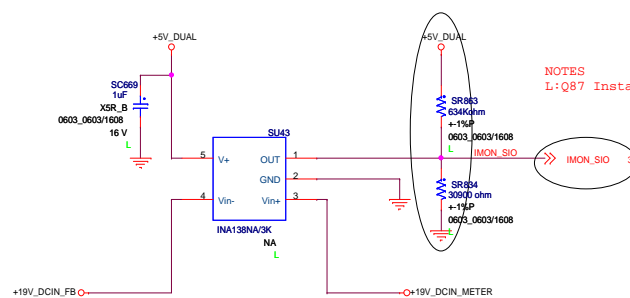 +5V_DUAL
+5V_DUAL
NOTES
L:Q87 Insta
SC669
1uF
X5R_B
0603_0603/1608
16 V
L
SR863
634Kohm
+-1%P
0603_0603/1608
L
SU43
5 V+ OUT 1
IMON_SIO
IMON_SIO
GND 2
4 Vin- Vin+ 3
SR834
30900 ohm
+-1%P
0603_0603/1608
L
INA138NA/3K
NA
L
+19V_DCIN_FB
+19V_DCIN_METER